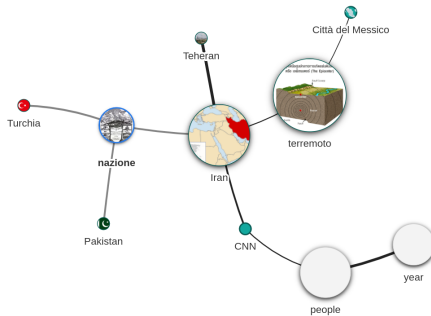 Città del Messico
Teheran
Turchia
terremoto
nazione
Iran
Pakistan
CNN
year
people